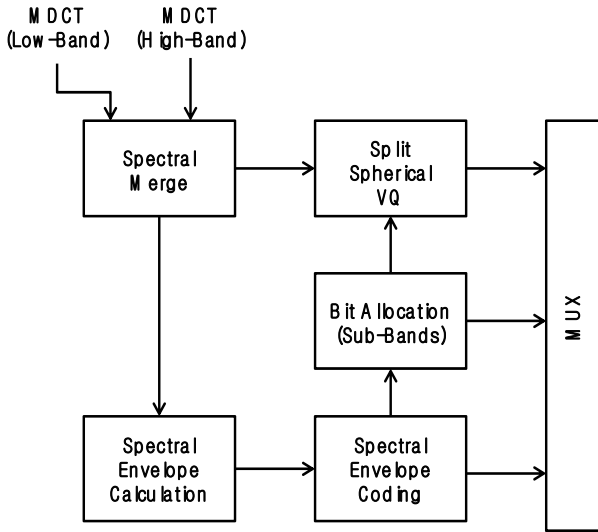 MDCT
(Low-Band)
MDCT
(High-Band)
Spectral
Merge
Split
Spherical
VQ
Bit Allocation
(Sub-Bands)
MUX
Spectral
Envelope
Calculation
Spectral
Envelope
Coding